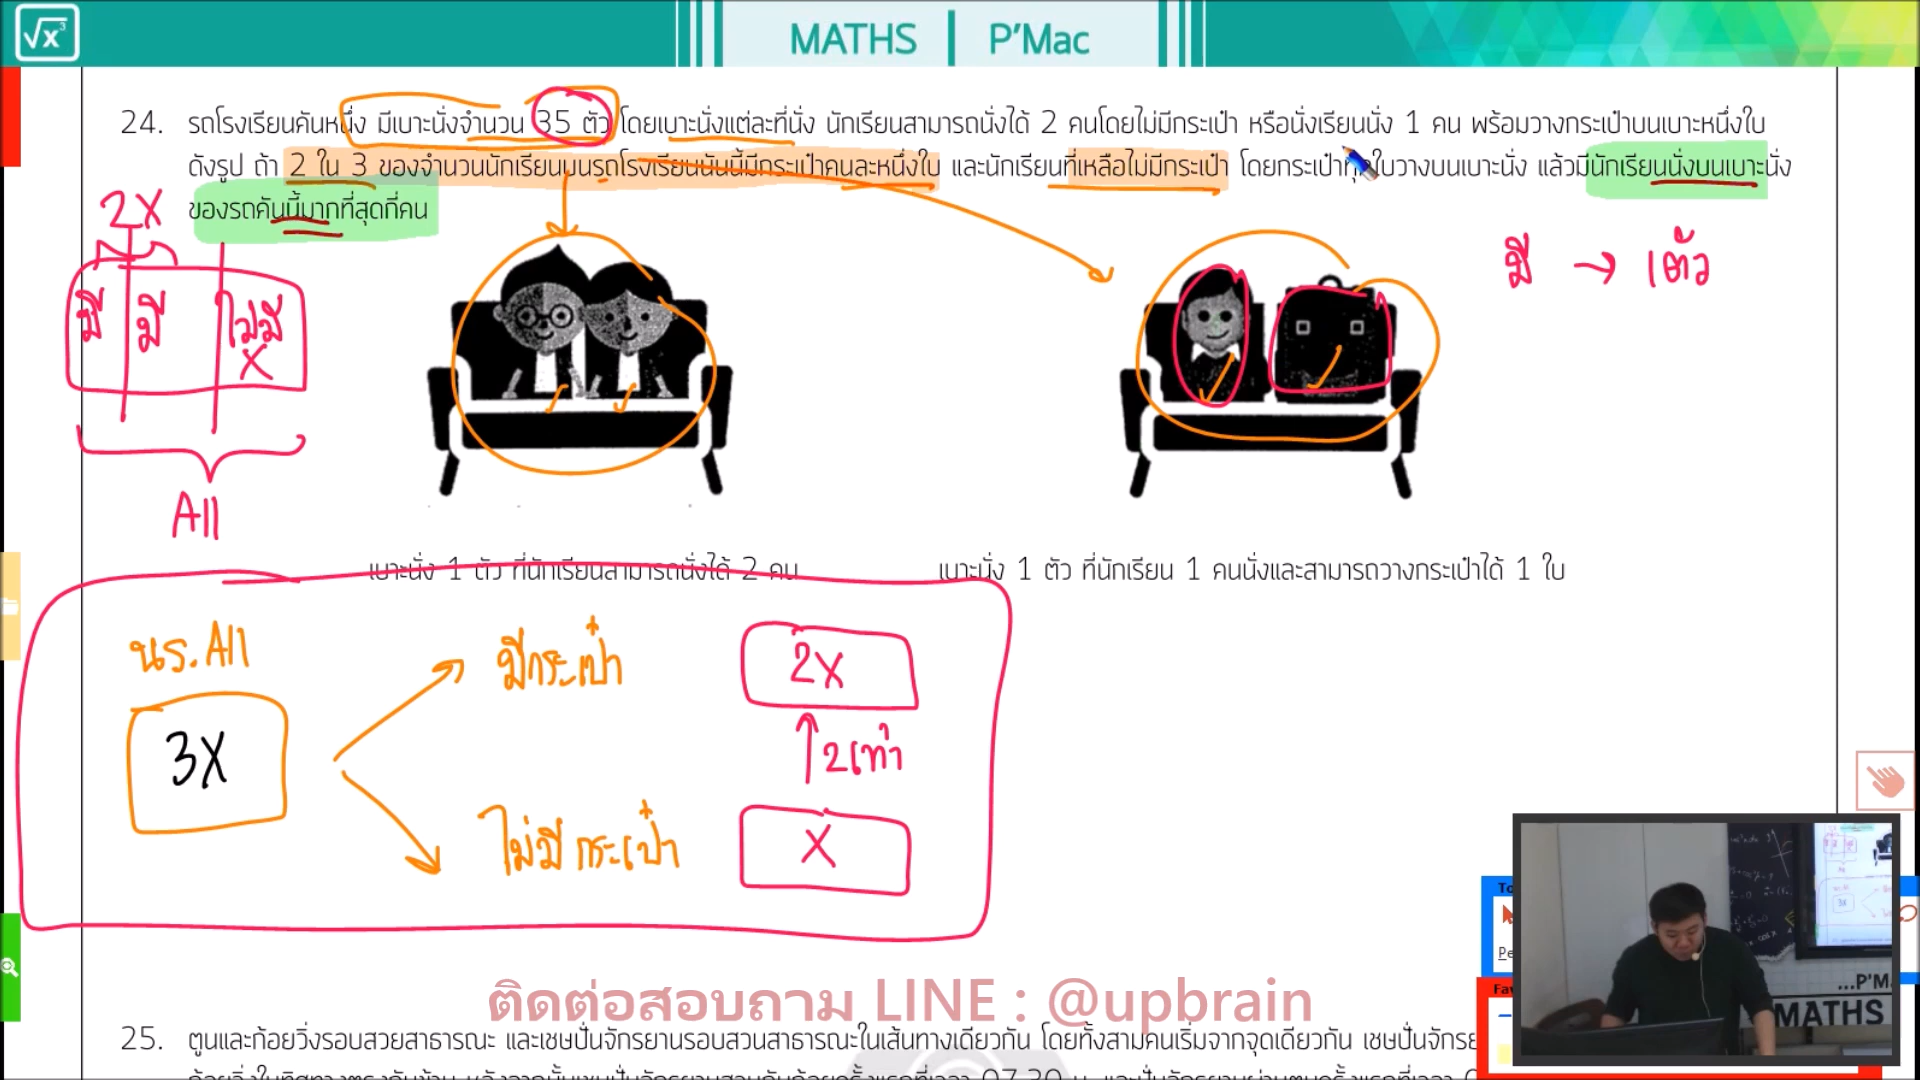 √x³
MATHS | P’Mac
24. รถโรงเรียนคันหนึ่ง มีเบาะนั่งจำนวน 35 ตัว โดยเบาะนั่งแต่ละที่นั่ง นักเรียนสามารถนั่งได้ 2 คนโดยไม่มีกระเป๋า หรือนั่งเรียนนั่ง 1 คน พร้อมวางกระเป๋าบนเบาะหนึ่งใบ
ดังรูป ถ้า 2 ใน 3 ของจำนวนนักเรียนบนรถโรงเรียนนันนี้มีกระเป๋าคนละหนึ่งใบ และนักเรียนที่เหลือไม่มีกระเป๋า โดยกระเป๋าทุกใบวางบนเบาะนั่ง แล้วมีนักเรียนนั่งบนเบาะนั่ง
ของรถคันนี้มากที่สุดกี่คน
2X
มี มี ไม่มี
X
All
มี → 1 ตัว
เบาะนั่ง 1 ตัว ที่นักเรียนสามารถนั่งได้ 2 คน
เบาะนั่ง 1 ตัว ที่นักเรียน 1 คนนั่งและสามารถวางกระเป๋าได้ 1 ใบ
นร. All
มีกระเป๋า
2X
3X
2 เท่า
ไม่มี กระเป๋า
X
ติดต่อสอบถาม LINE : @upbrain
...P'M
MATHS
25. ตูนและก้อยวิ่งรอบสวยสาธารณะ และเชษปั่นจักรยานรอบสวนสาธารณะในเส้นทางเดียวกัน โดยทั้งสามคนเริ่มจากจุดเดียวกัน เชษปั่นจักรย